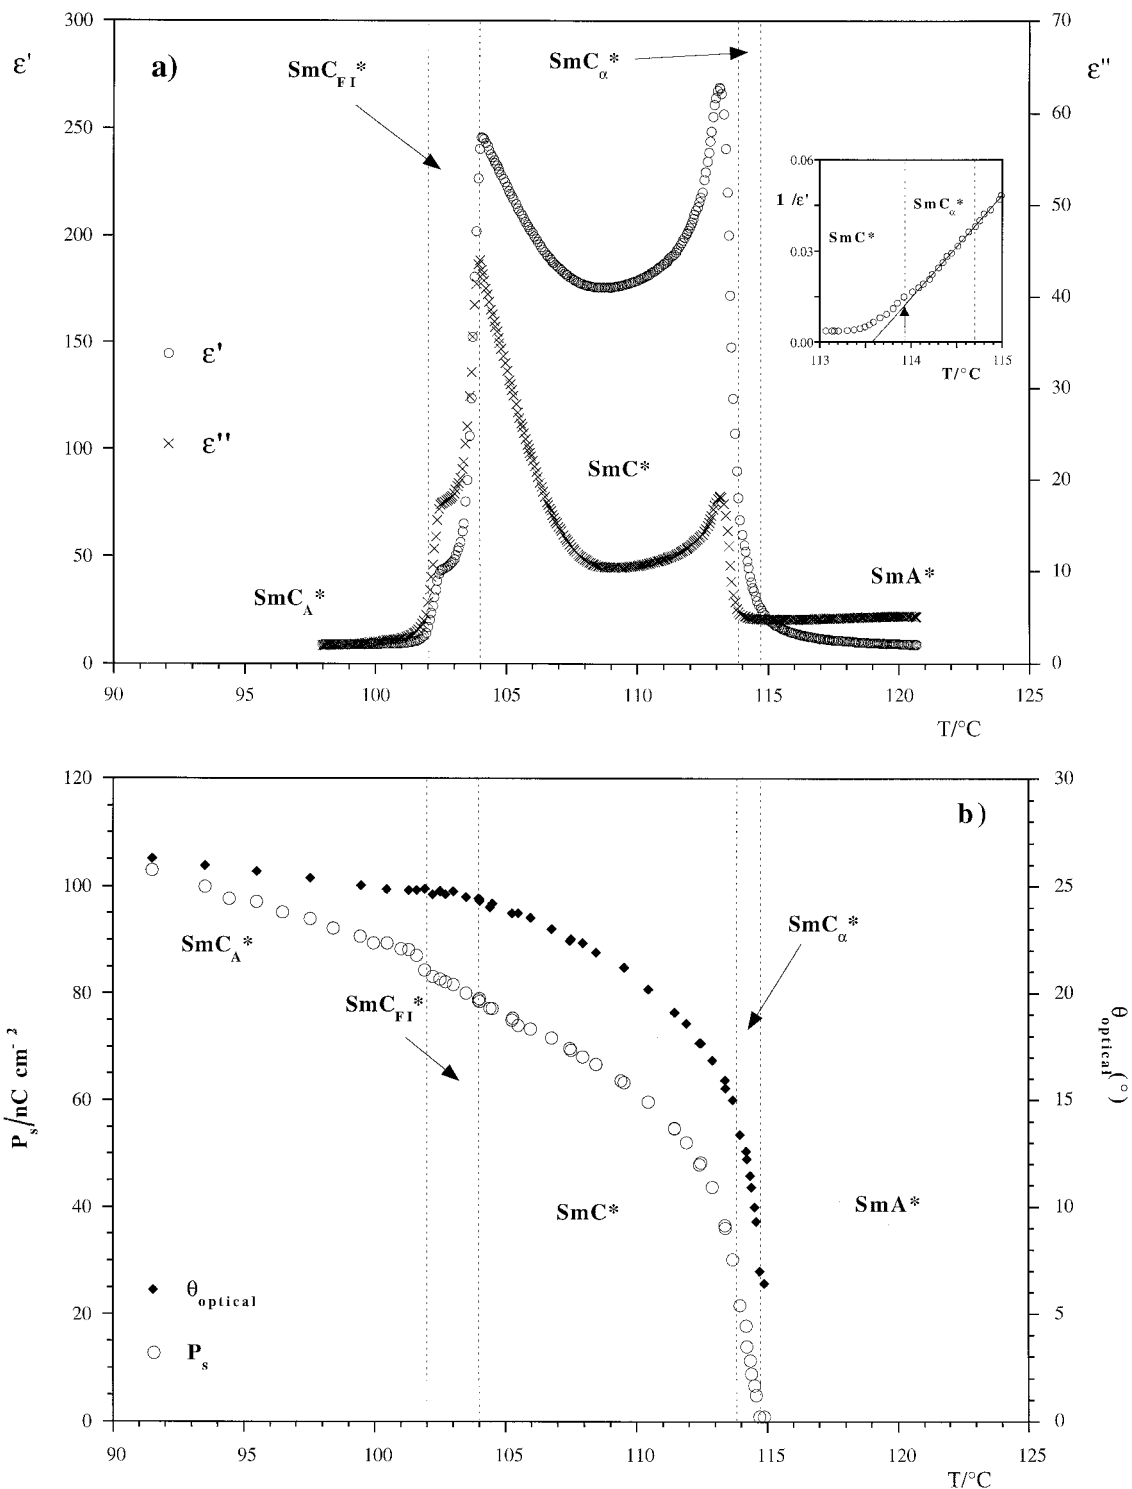 a)
ε'
ε''
300
250
200
150
100
50
0
70
60
50
40
30
20
10
0
SmC_FI*
SmC_α*
0.06
1/ε'
0.03
0.00
SmC_α*
SmC*
113
114
115
T/°C
ε'
ε''
SmC*
SmC_A*
SmA*
90
95
100
105
110
115
120
125
T/°C
b)
120
100
80
60
40
20
0
30
25
20
15
10
5
0
P_s/nC cm⁻²
θ_optical(°)
SmC_α*
SmC_A*
SmC_FI*
SmC*
SmA*
θ_optical
P_s
90
95
100
105
110
115
120
125
T/°C